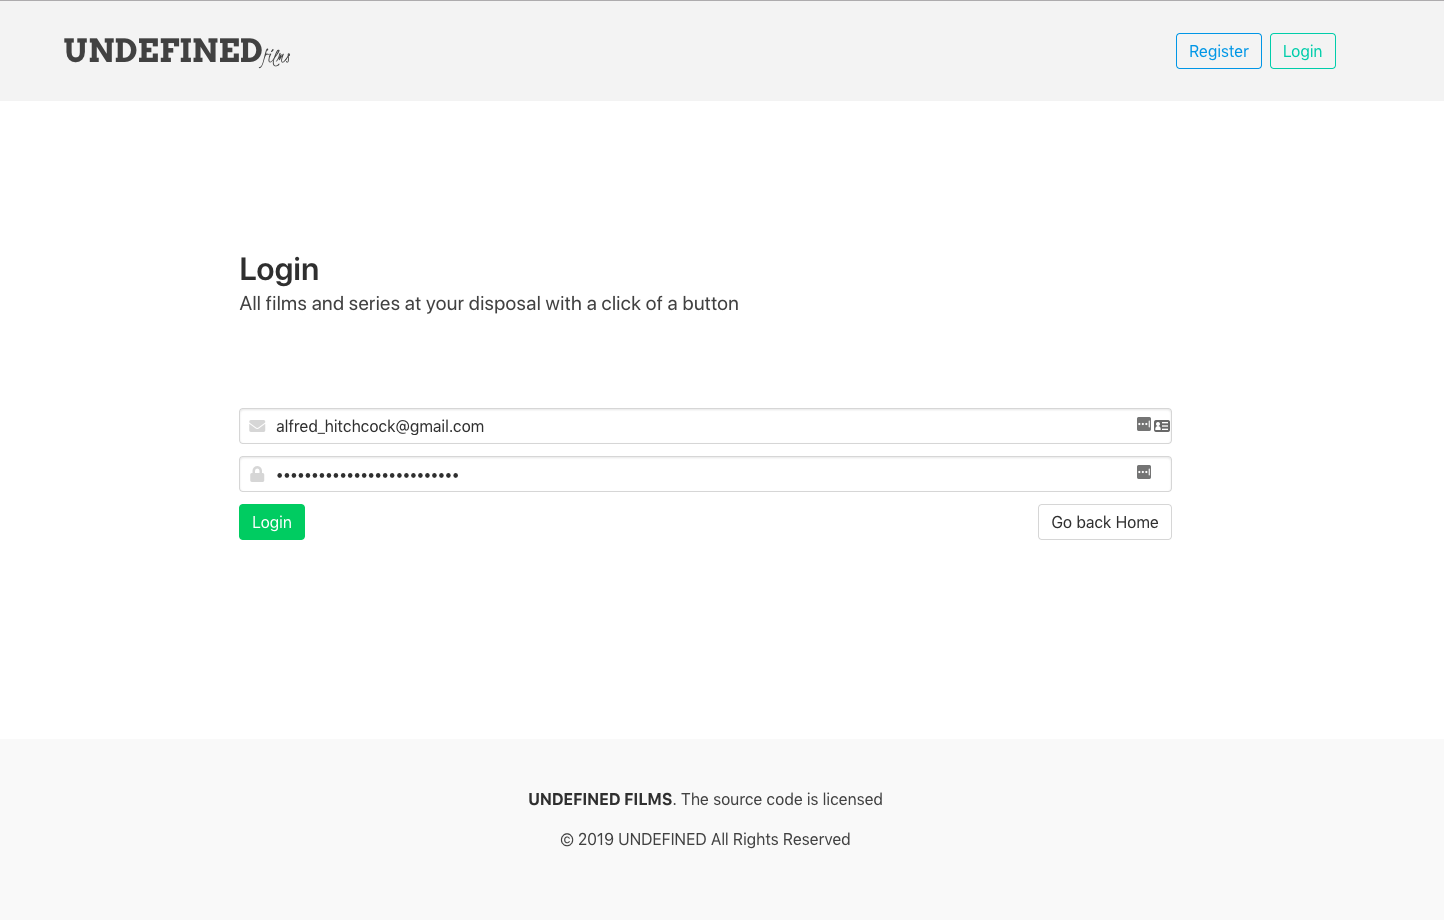 UNDEFINED films
Register
Login
Login
All films and series at your disposal with a click of a button
alfred_hitchcock@gmail.com
••••••••••••••••••••••••••
Login
Go back Home
UNDEFINED FILMS. The source code is licensed
© 2019 UNDEFINED All Rights Reserved